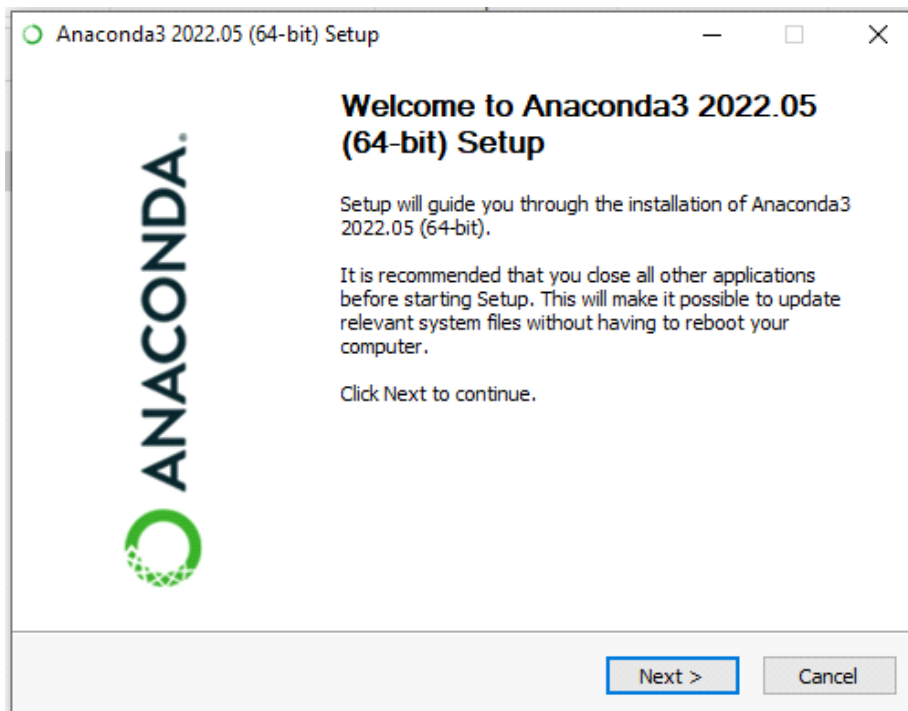 Anaconda3 2022.05 (64-bit) Setup
Welcome to Anaconda3 2022.05
(64-bit) Setup
Setup will guide you through the installation of Anaconda3
2022.05 (64-bit).
It is recommended that you close all other applications
before starting Setup. This will make it possible to update
relevant system files without having to reboot your
computer.
Click Next to continue.
ANACONDA.
Next >
Cancel